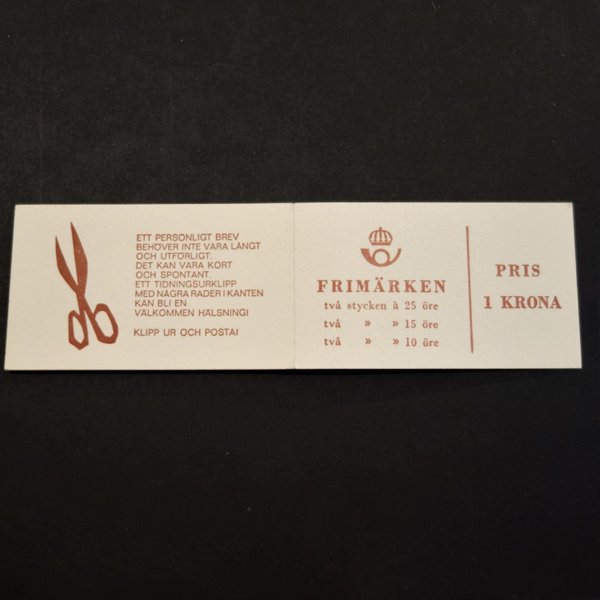 ETT PERSONLIGT BREV
BEHÖVER INTE VARA LÅNGT
OCH UTFÖRLIGT.
DET KAN VARA KORT
OCH SPONTANT.
ETT TIDNINGSURKLIPP
MED NÅGRA RADER I KANTEN
KAN BLI EN
VÄLKOMMEN HÄLSNING!
KLIPP UR OCH POSTA!
FRIMÄRKEN
två stycken à 25 öre
två » » 15 öre
två » » 10 öre
PRIS
1 KRONA